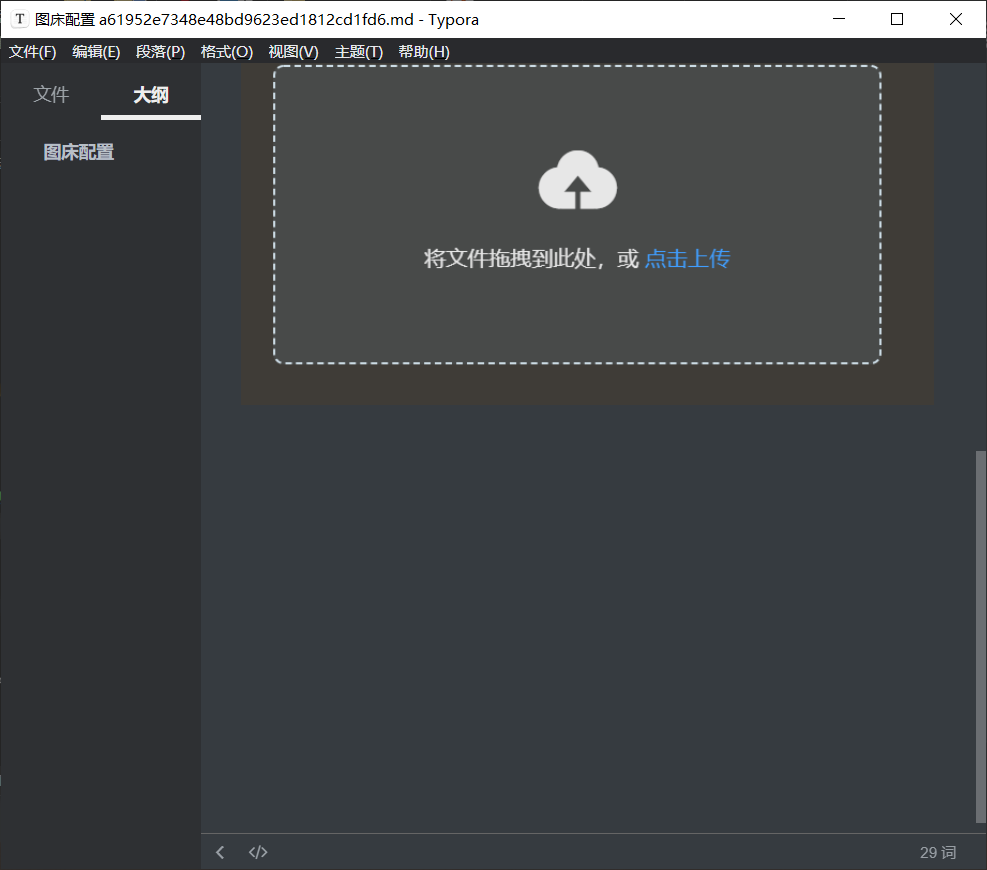 T 图床配置 a61952e7348e48bd9623ed1812cd1fd6.md - Typora
文件(F) 编辑(E) 段落(P) 格式(O) 视图(V) 主题(T) 帮助(H)
文件 大纲
图床配置
将文件拖拽到此处，或 点击上传
29 词